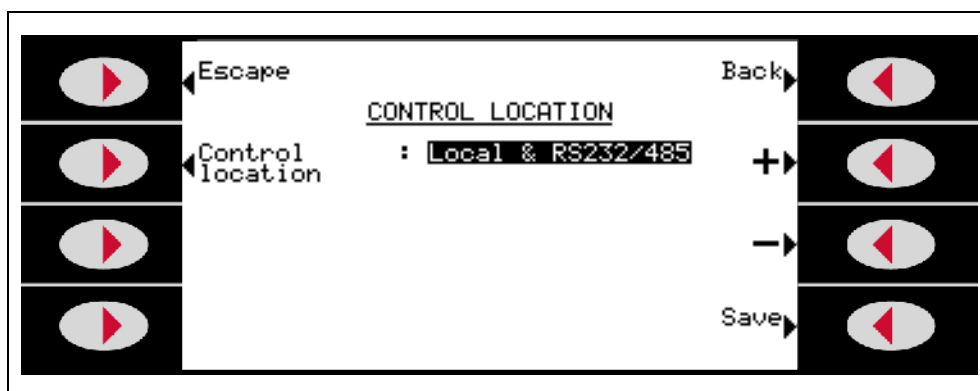 Escape
Back
CONTROL LOCATION
Control : Local & RS232/485 +
location
−
Save